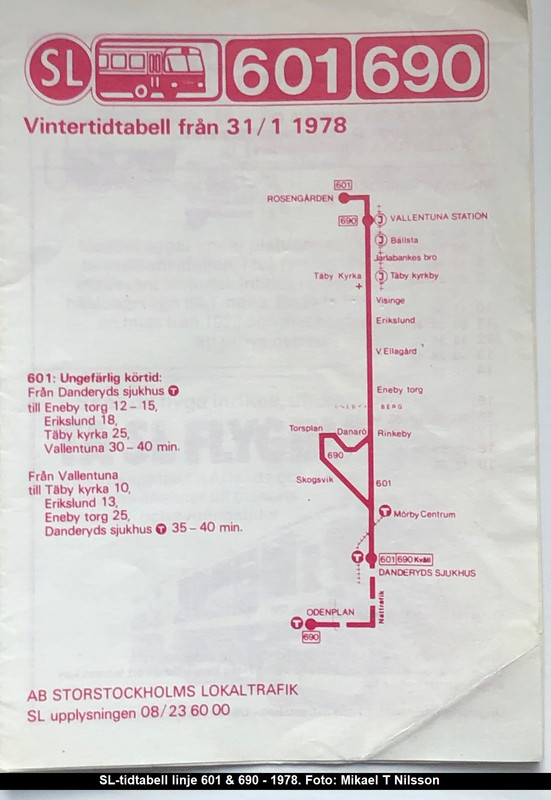 SL 601 690
Vintertidtabell från 31/1 1978
601
ROSENGÅRDEN
690 J VALLENTUNA STATION
J Bällsta
Jarlabankes bro
Täby Kyrka J Täby kyrkby
Visinge
Erikslund
V Ellagård
601: Ungefärlig körtid:
Från Danderyds sjukhus T
till Eneby torg 12–15,
Erikslund 18,
Täby kyrka 25,
Vallentuna 30–40 min.
Från Vallentuna
till Täby kyrka 10,
Erikslund 13,
Eneby torg 25,
Danderyds sjukhus T 35–40 min.
Eneby torg
BERG
Torsplan Danarö Rinkeby
690
Skogsvik 601
T Mörby Centrum
T 601 690 Kväll
DANDERYDS SJUKHUS
Nattrafik
ODENPLAN
T
690
AB STORSTOCKHOLMS LOKALTRAFIK
SL upplysningen 08/23 60 00
SL-tidtabell linje 601 & 690 - 1978. Foto: Mikael T Nilsson